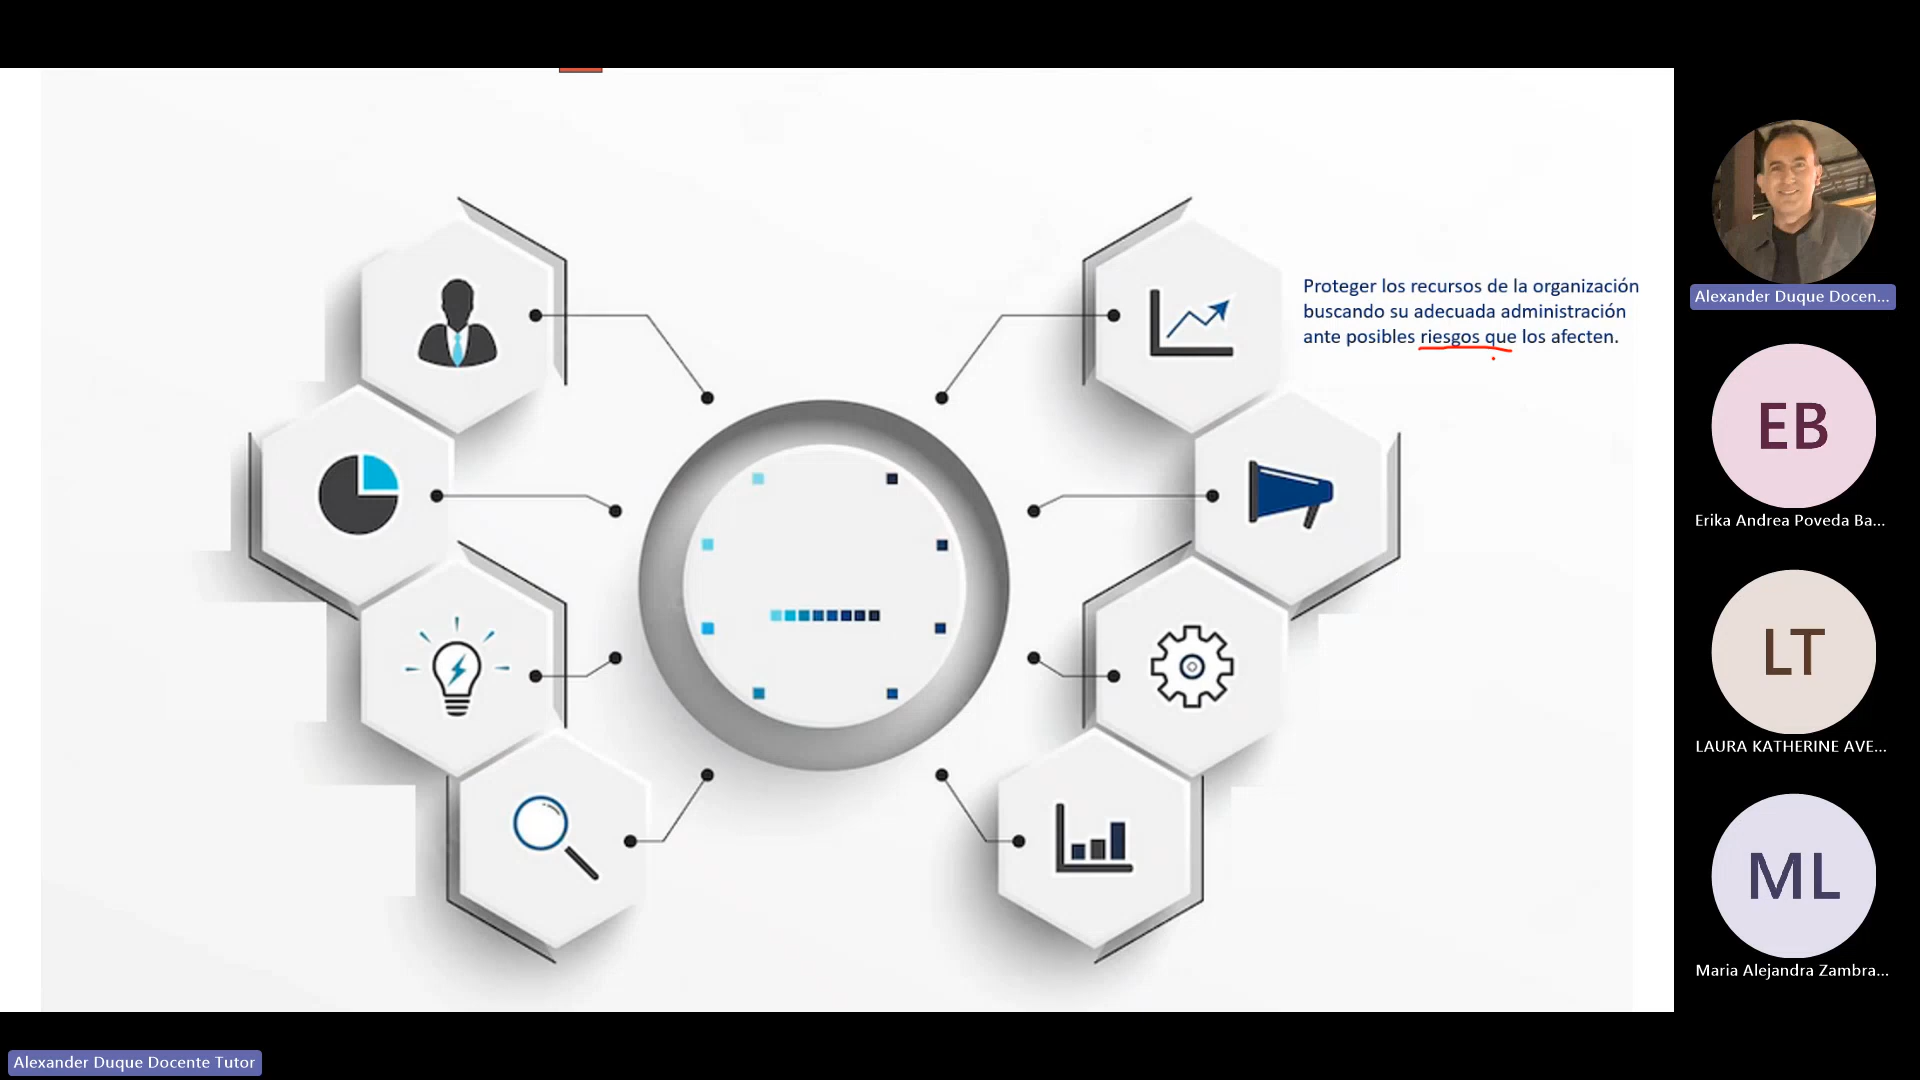 Proteger los recursos de la organización
buscando su adecuada administración
ante posibles riesgos que los afecten.
Alexander Duque Docen...
EB
Erika Andrea Poveda Ba...
LT
LAURA KATHERINE AVE...
ML
Maria Alejandra Zambra...
Alexander Duque Docente Tutor